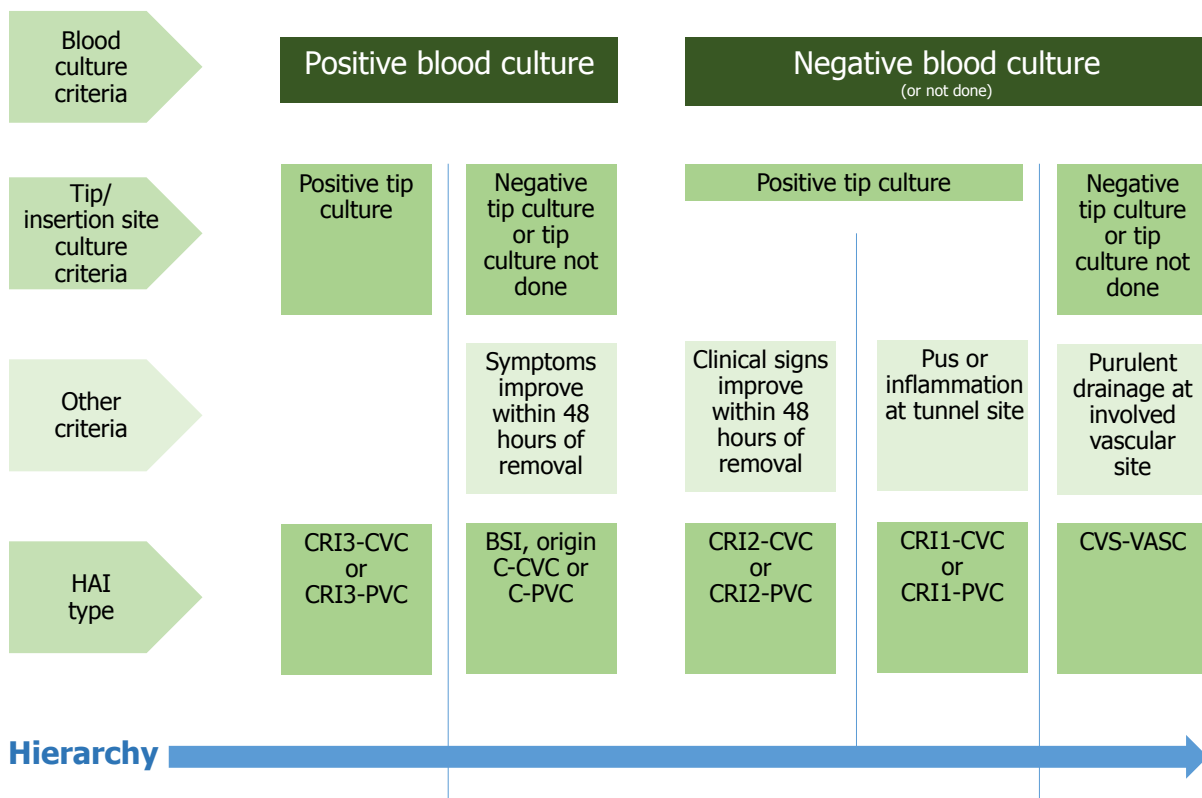 Blood
culture
criteria
Positive blood culture
Negative blood culture
(or not done)
Tip/
insertion site
culture
criteria
Positive tip
culture
Negative
tip culture
or tip
culture not
done
Positive tip culture
Negative
tip culture
or tip
culture not
done
Other
criteria
Symptoms
improve
within 48
hours of
removal
Clinical signs
improve
within 48
hours of
removal
Pus or
inflammation
at tunnel site
Purulent
drainage at
involved
vascular
site
HAI
type
CRI3-CVC
or
CRI3-PVC
BSI, origin
C-CVC or
C-PVC
CRI2-CVC
or
CRI2-PVC
CRI1-CVC
or
CRI1-PVC
CVS-VASC
Hierarchy